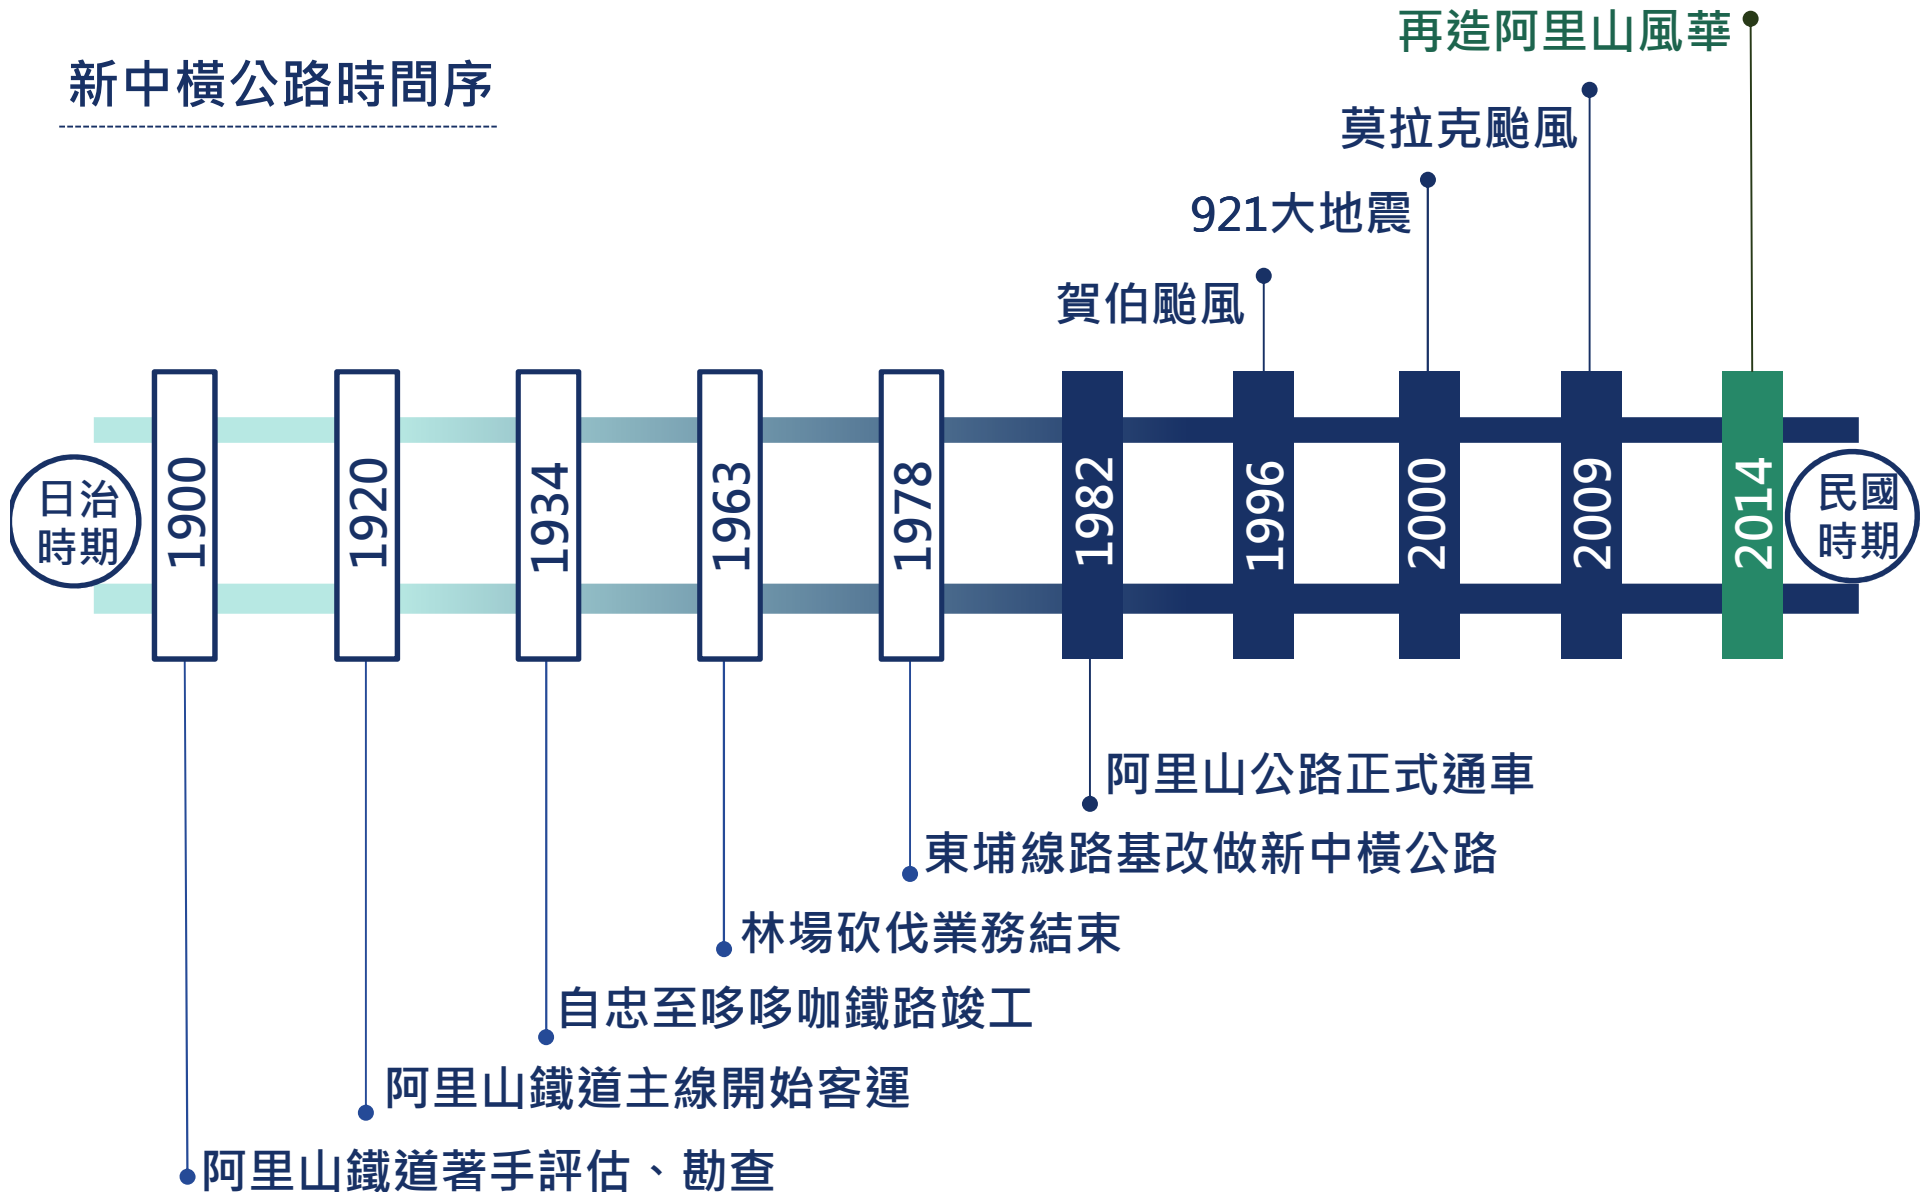 再造阿里山風華
新中橫公路時間序
莫拉克颱風
921大地震
賀伯颱風
日治
時期
1900
1920
1934
1963
1978
1982
1996
2000
2009
2014
民國
時期
阿里山公路正式通車
東埔線路基改做新中橫公路
林場砍伐業務結束
自忠至哆哆咖鐵路竣工
阿里山鐵道主線開始客運
阿里山鐵道著手評估、勘查